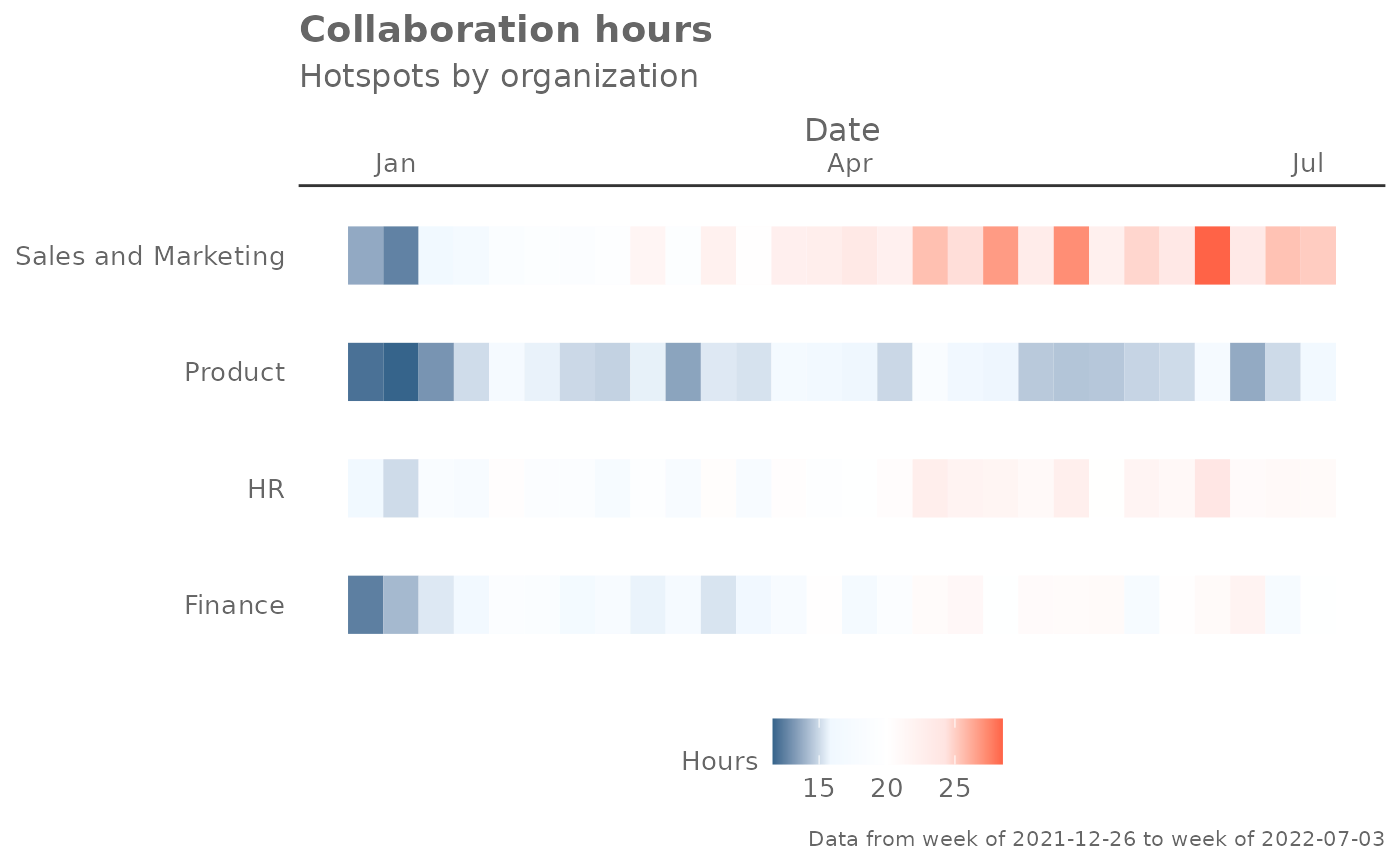 Collaboration hours
Hotspots by organization
Date
Jan Apr Jul
Sales and Marketing
Product
HR
Finance
Hours
15 20 25
Data from week of 2021-12-26 to week of 2022-07-03